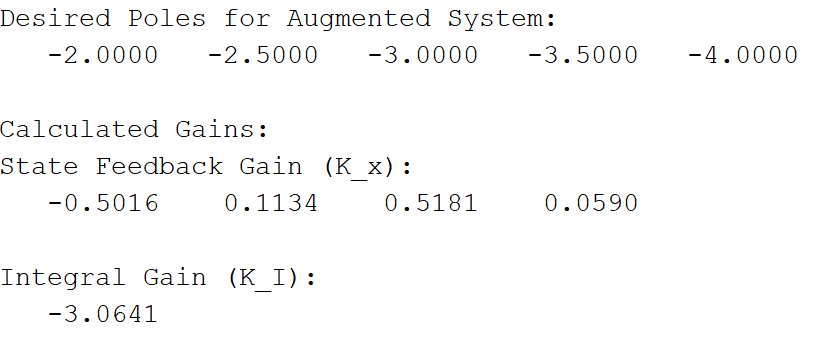 Desired Poles for Augmented System:
-2.0000 -2.5000 -3.0000 -3.5000 -4.0000
Calculated Gains:
State Feedback Gain (K_x):
-0.5016 0.1134 0.5181 0.0590
Integral Gain (K_I):
-3.0641